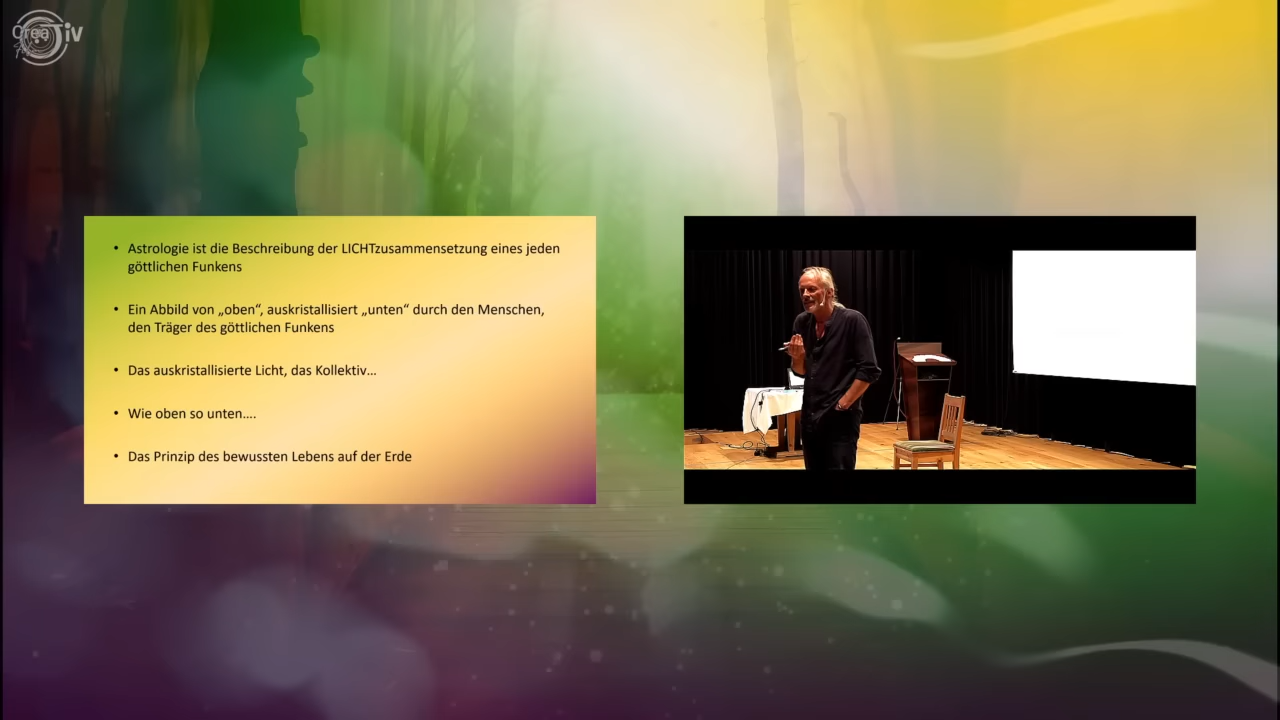 CreaTiv
• Astrologie ist die Beschreibung der LICHTzusammensetzung eines jeden
göttlichen Funkens
• Ein Abbild von „oben“, auskristallisiert „unten“ durch den Menschen,
den Träger des göttlichen Funkens
• Das auskristallisierte Licht, das Kollektiv...
• Wie oben so unten....
• Das Prinzip des bewussten Lebens auf der Erde